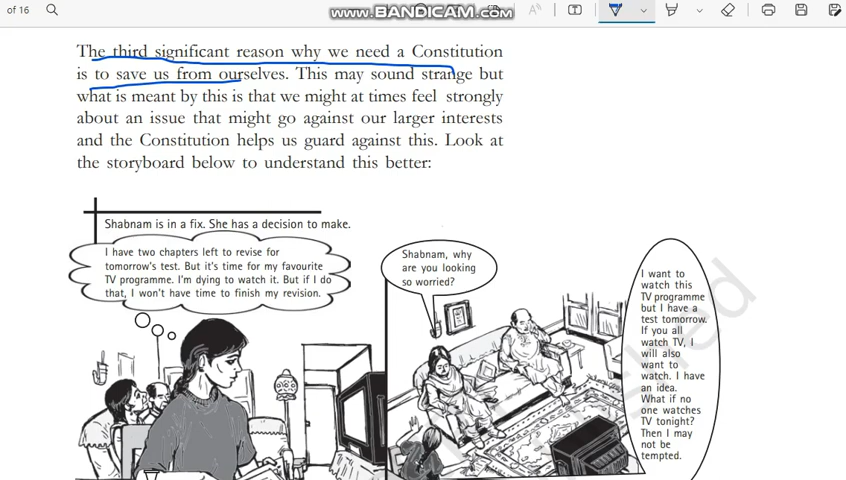 www.BANDICAM.com
of 16
The third significant reason why we need a Constitution
is to save us from ourselves. This may sound strange but
what is meant by this is that we might at times feel strongly
about an issue that might go against our larger interests
and the Constitution helps us guard against this. Look at
the storyboard below to understand this better:
Shabnam is in a fix. She has a decision to make.
I have two chapters left to revise for
tomorrow's test. But it's time for my favourite
TV programme. I'm dying to watch it. But if I do
that, I won't have time to finish my revision.
Shabnam, why
are you looking
so worried?
I want to
watch this
TV programme
but I have a
test tomorrow.
If you all
watch TV, I
will also
want to
watch. I have
an idea.
What if no
one watches
TV tonight?
Then I may
not be
tempted.